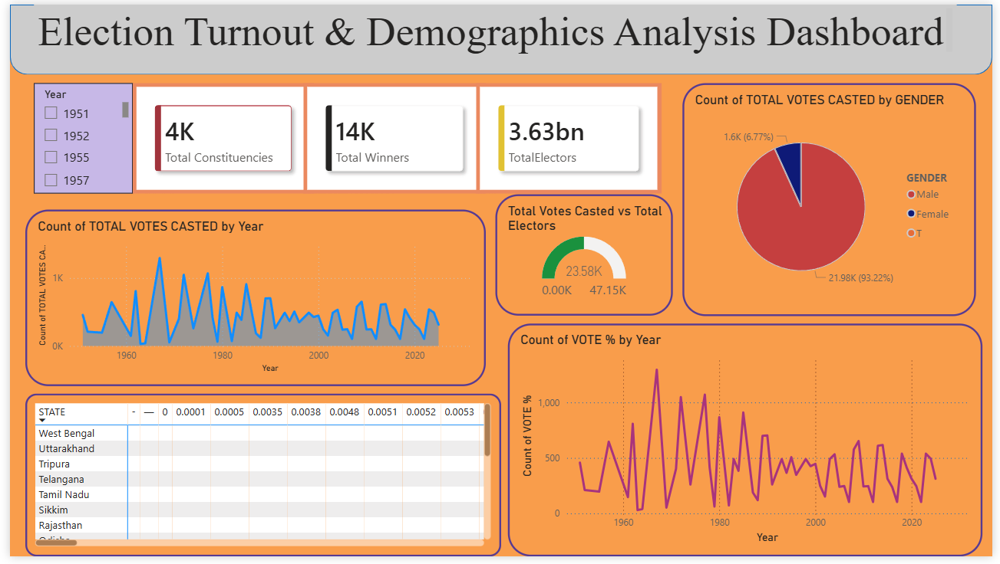 Election Turnout & Demographics Analysis Dashboard
Year
1951
1952
1955
1957
4K
Total Constituencies
14K
Total Winners
3.63bn
TotalElectors
Count of TOTAL VOTES CASTED by GENDER
1.6K (6.77%)
21.98K (93.22%)
GENDER
Male
Female
T
Count of TOTAL VOTES CASTED by Year
Count of TOTAL VOTES CA...
1K
0K
1960 1980 2000 2020
Year
Total Votes Casted vs Total
Electors
23.58K
0.00K 47.15K
Count of VOTE % by Year
Count of VOTE %
1,000
500
0
1960 1980 2000 2020
Year
STATE - — 0 0.0001 0.0005 0.0035 0.0038 0.0048 0.0051 0.0052 0.0053
West Bengal
Uttarakhand
Tripura
Telangana
Tamil Nadu
Sikkim
Rajasthan